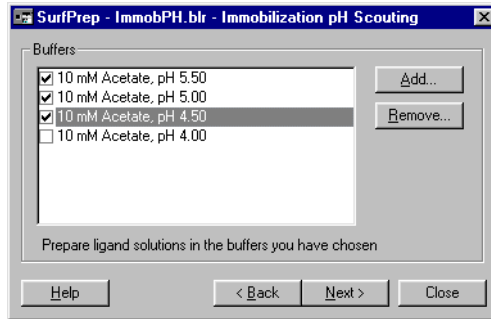 SurfPrep - ImmobPH.blr - Immobilization pH Scouting
Buffers
10 mM Acetate, pH 5.50
10 mM Acetate, pH 5.00
10 mM Acetate, pH 4.50
10 mM Acetate, pH 4.00
Add...
Remove...
Prepare ligand solutions in the buffers you have chosen
Help
< Back
Next >
Close